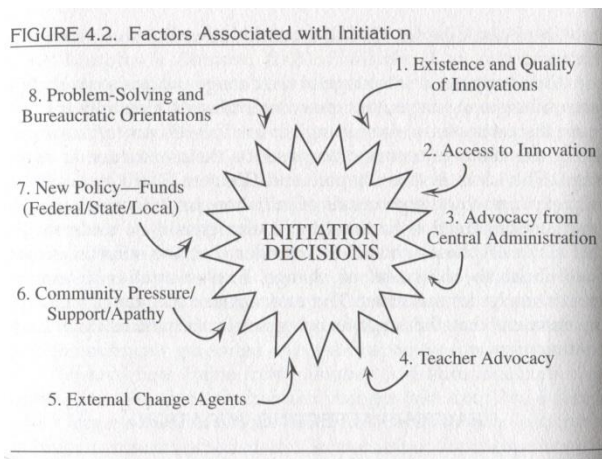 FIGURE 4.2. Factors Associated with Initiation
1. Existence and Quality
of Innovations
2. Access to Innovation
3. Advocacy from
Central Administration
4. Teacher Advocacy
5. External Change Agents
6. Community Pressure/
Support/Apathy
7. New Policy—Funds
(Federal/State/Local)
8. Problem-Solving and
Bureaucratic Orientations
INITIATION
DECISIONS